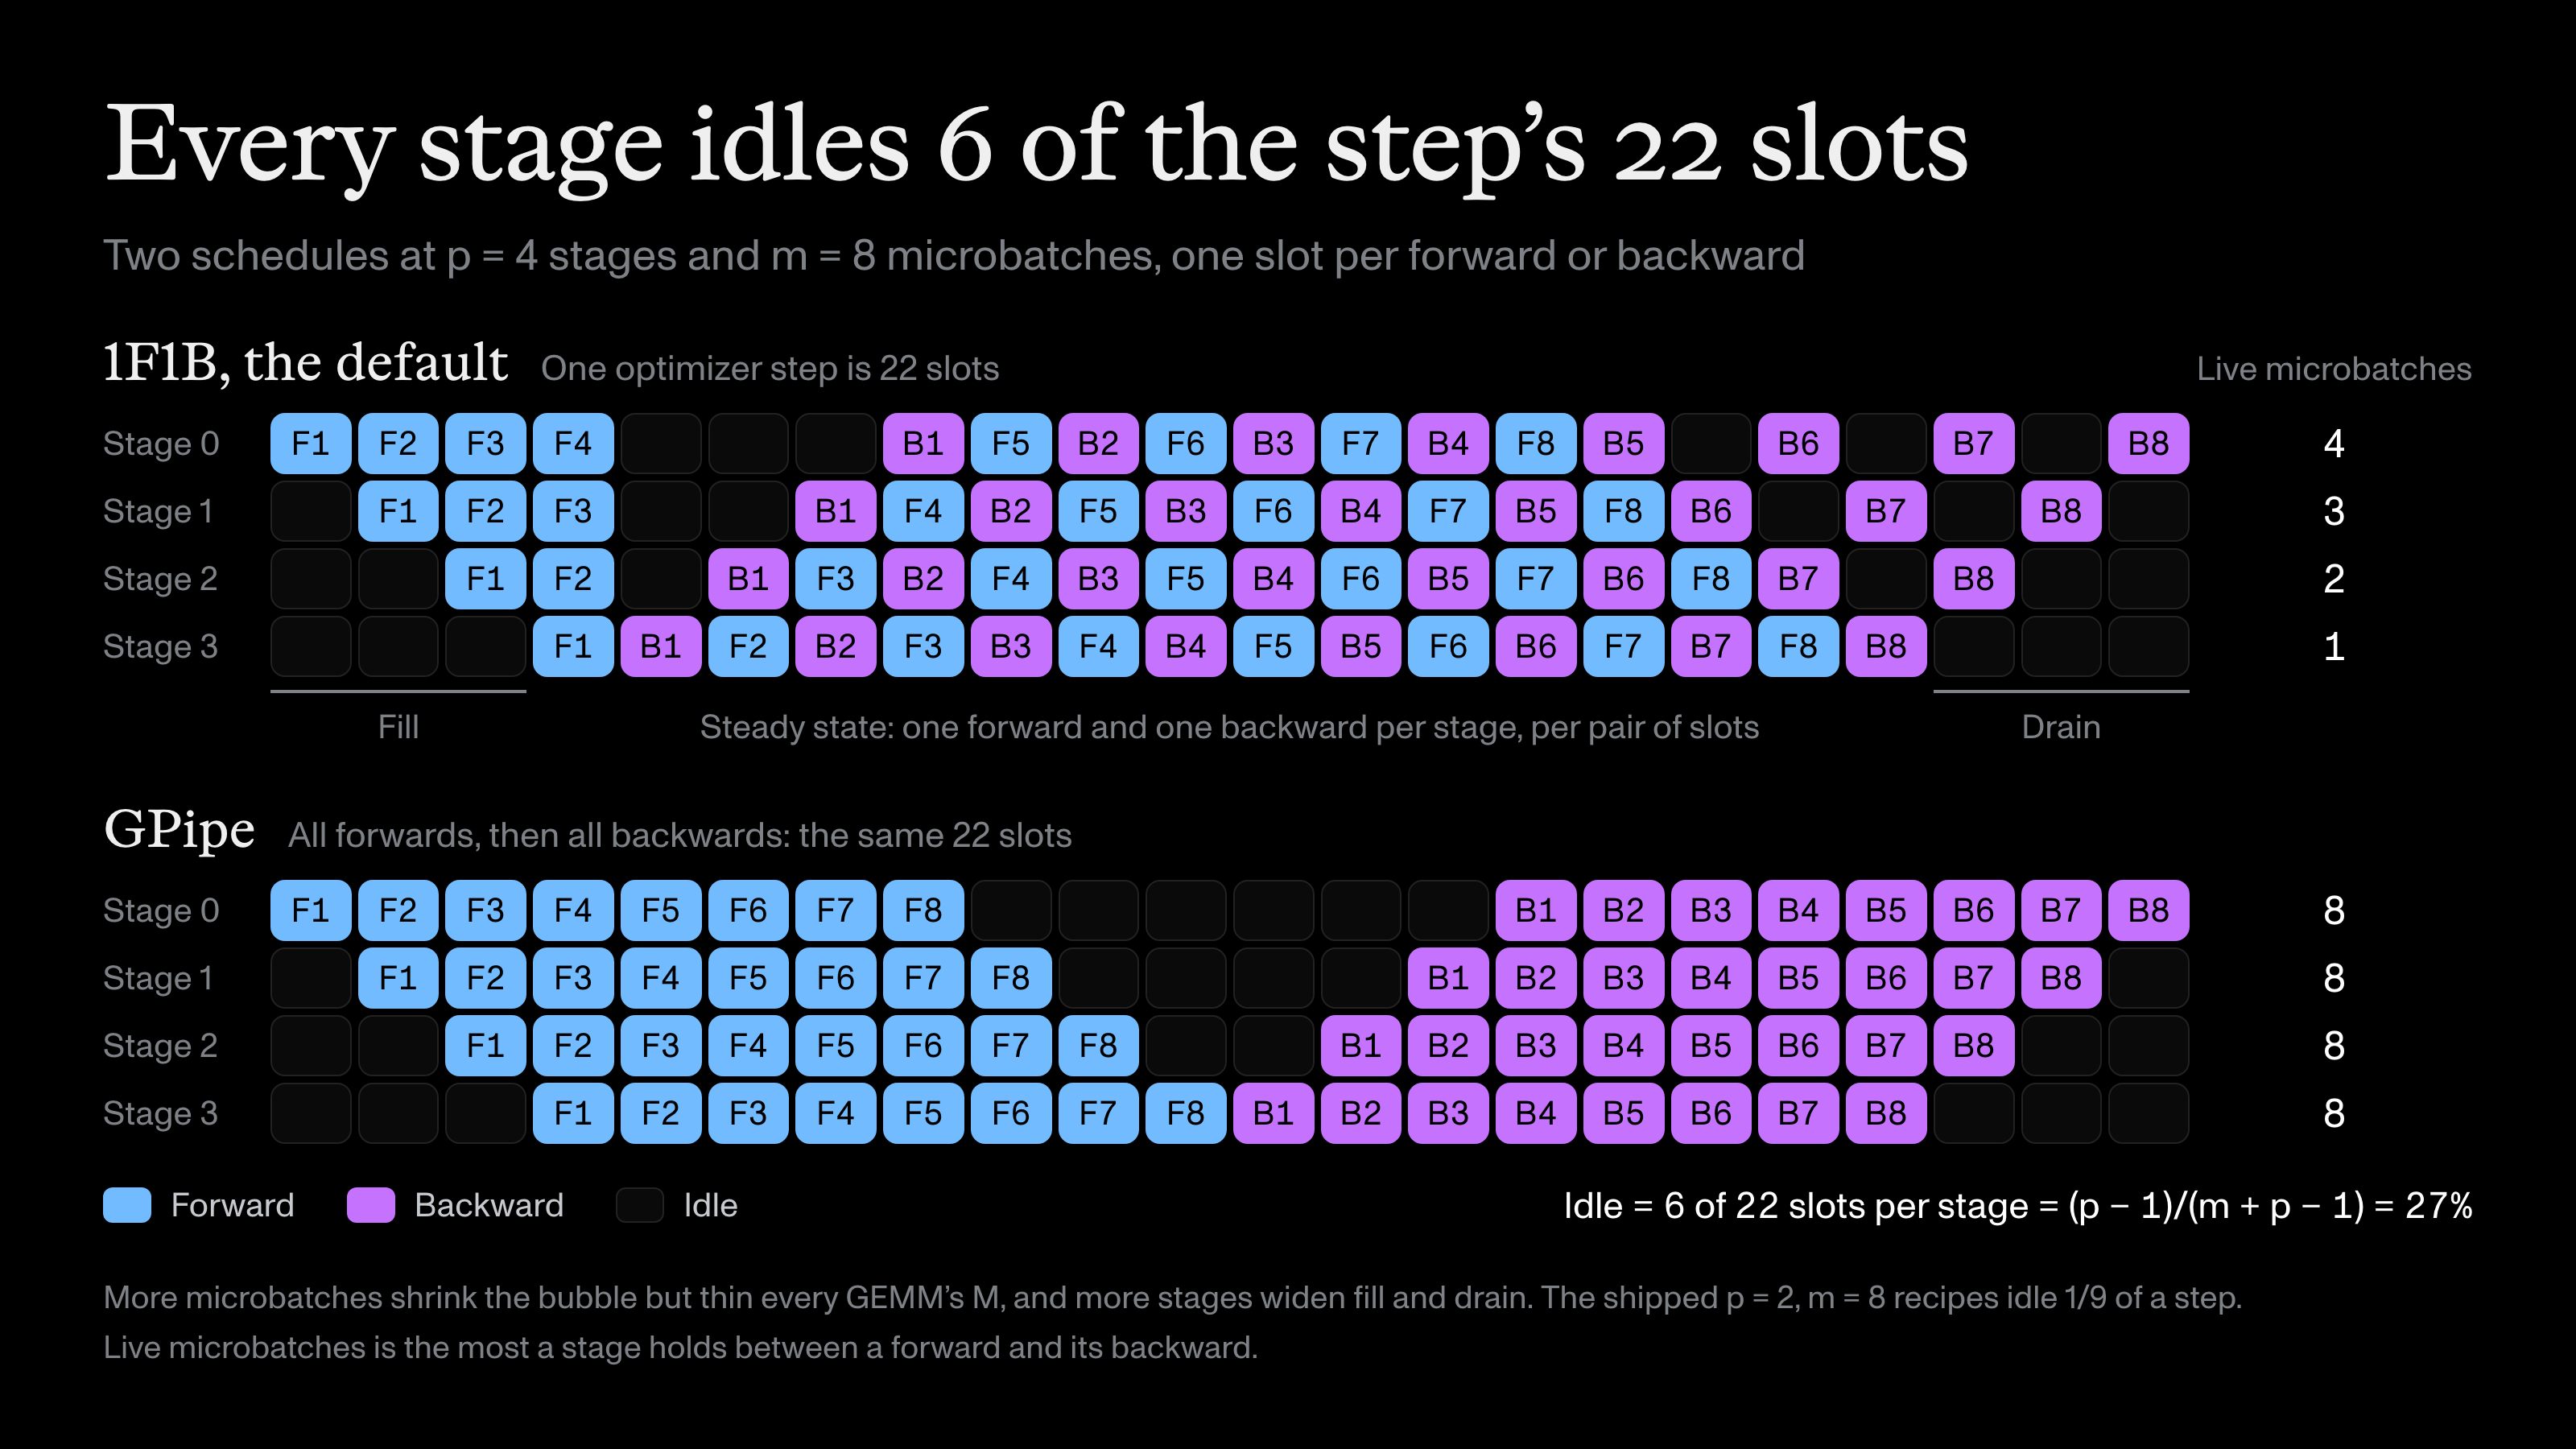 Every stage idles 6 of the step’s 22 slots
Two schedules at p = 4 stages and m = 8 microbatches, one slot per forward or backward
1F1B, the default One optimizer step is 22 slots Live microbatches
Stage 0 F1 F2 F3 F4 B1 F5 B2 F6 B3 F7 B4 F8 B5 B6 B7 B8 4
Stage 1 F1 F2 F3 B1 F4 B2 F5 B3 F6 B4 F7 B5 F8 B6 B7 B8 3
Stage 2 F1 F2 B1 F3 B2 F4 B3 F5 B4 F6 B5 F7 B6 F8 B7 B8 2
Stage 3 F1 B1 F2 B2 F3 B3 F4 B4 F5 B5 F6 B6 F7 B7 F8 B8 1
Fill Steady state: one forward and one backward per stage, per pair of slots Drain
GPipe All forwards, then all backwards: the same 22 slots
Stage 0 F1 F2 F3 F4 F5 F6 F7 F8 B1 B2 B3 B4 B5 B6 B7 B8 8
Stage 1 F1 F2 F3 F4 F5 F6 F7 F8 B1 B2 B3 B4 B5 B6 B7 B8 8
Stage 2 F1 F2 F3 F4 F5 F6 F7 F8 B1 B2 B3 B4 B5 B6 B7 B8 8
Stage 3 F1 F2 F3 F4 F5 F6 F7 F8 B1 B2 B3 B4 B5 B6 B7 B8 8
Forward Backward Idle Idle = 6 of 22 slots per stage = (p − 1)/(m + p − 1) = 27%
More microbatches shrink the bubble but thin every GEMM’s M, and more stages widen fill and drain. The shipped p = 2, m = 8 recipes idle 1/9 of a step.
Live microbatches is the most a stage holds between a forward and its backward.